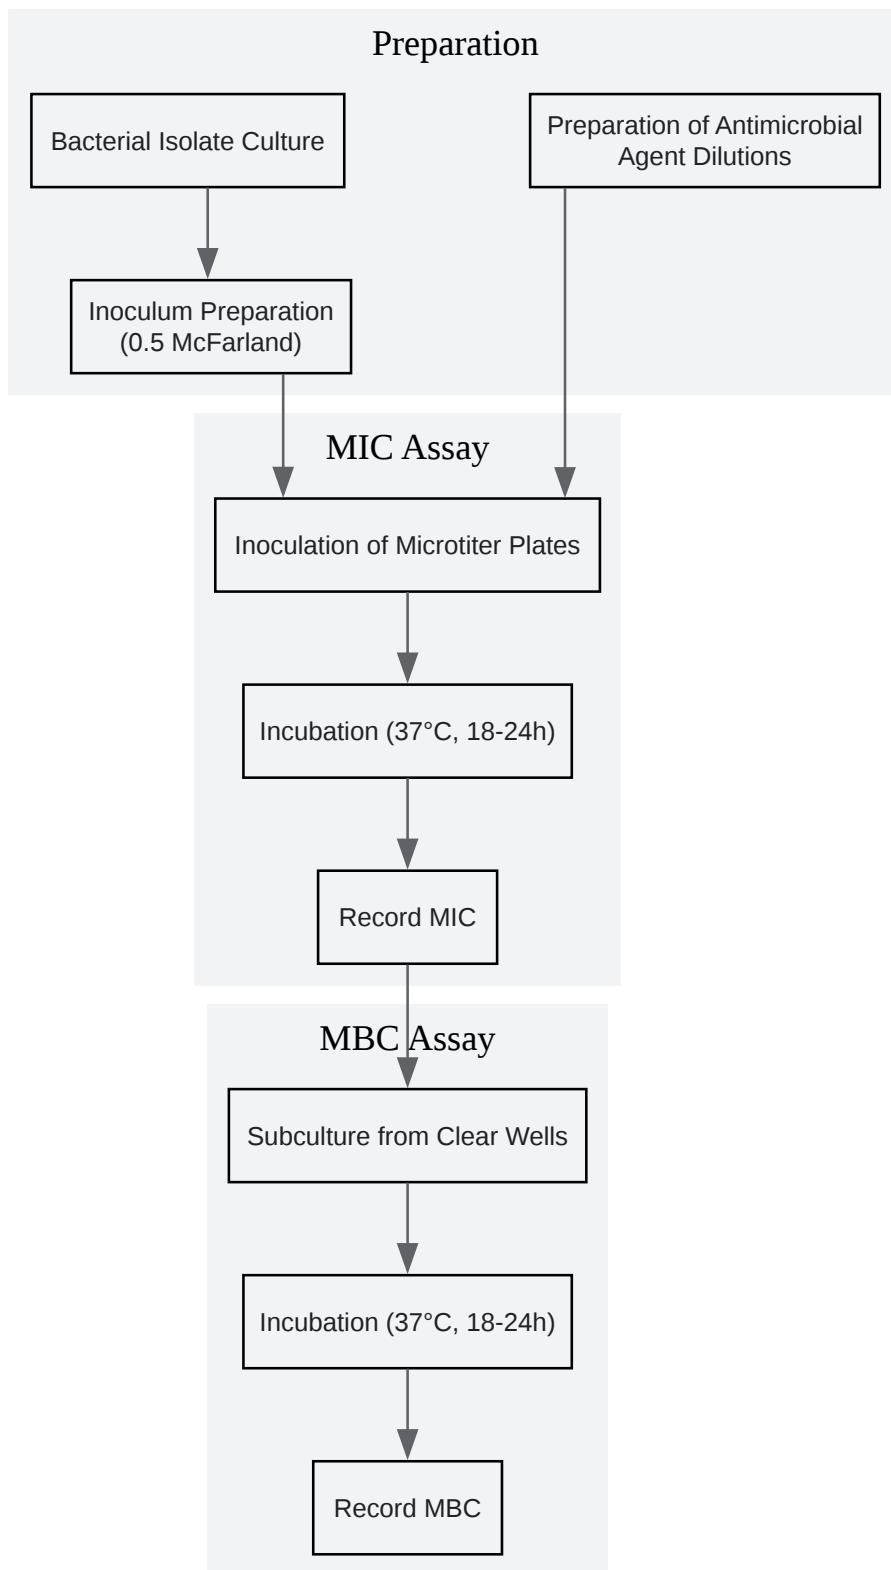 Preparation
Bacterial Isolate Culture
Preparation of Antimicrobial
Agent Dilutions
Inoculum Preparation
(0.5 McFarland)
MIC Assay
Inoculation of Microtiter Plates
Incubation (37°C, 18-24h)
Record MIC
MBC Assay
Subculture from Clear Wells
Incubation (37°C, 18-24h)
Record MBC